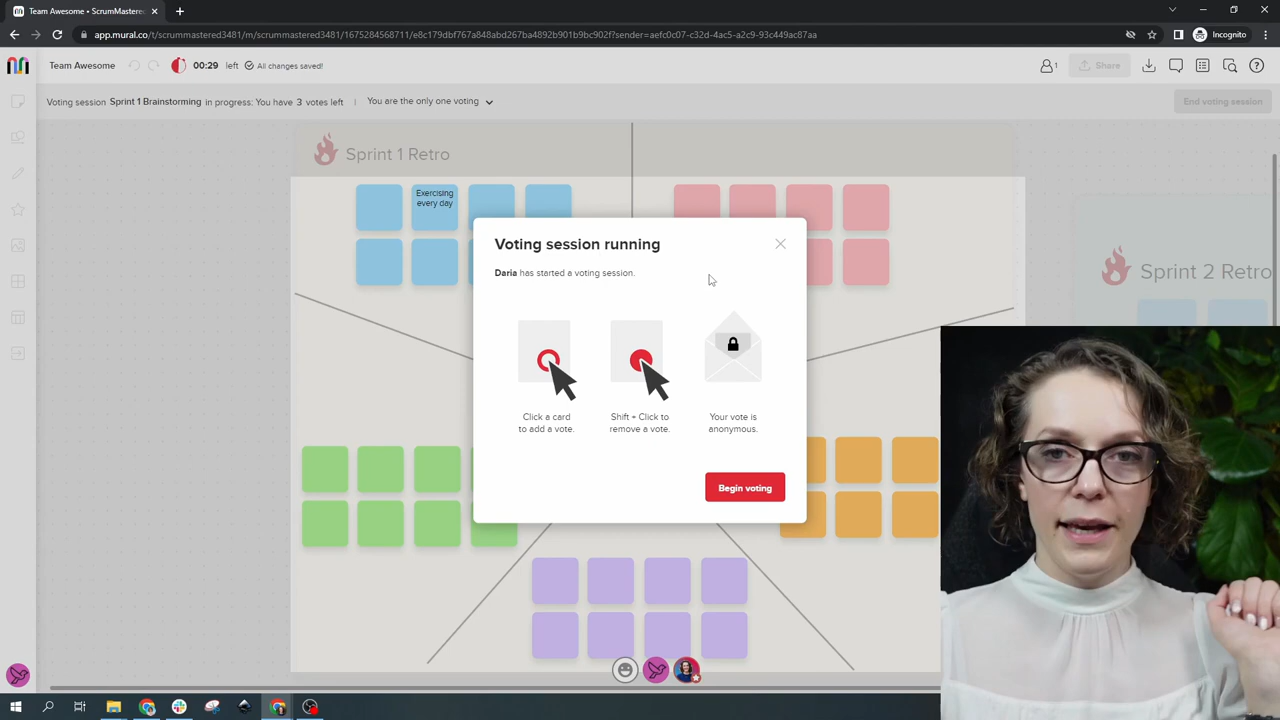 Team Awesome • ScrumMastered
app.mural.co/t/scrummastered3481/m/scrummastered3481/1675284568711/e8c179dbf767a848abd267ba4892b901b9bc902f?sender=aefc0c07-c32d-4ac5-a2c9-93c449ac87aa
Incognito
Team Awesome
00:29 left
All changes saved!
1
Share
Voting session Sprint 1 Brainstorming in progress: You have 3 votes left
You are the only one voting
End voting session
Sprint 1 Retro
Exercising
every day
Voting session running
Daria has started a voting session.
Click a card
to add a vote.
Shift + Click to
remove a vote.
Your vote is
anonymous.
Begin voting
Sprint 2 Retro